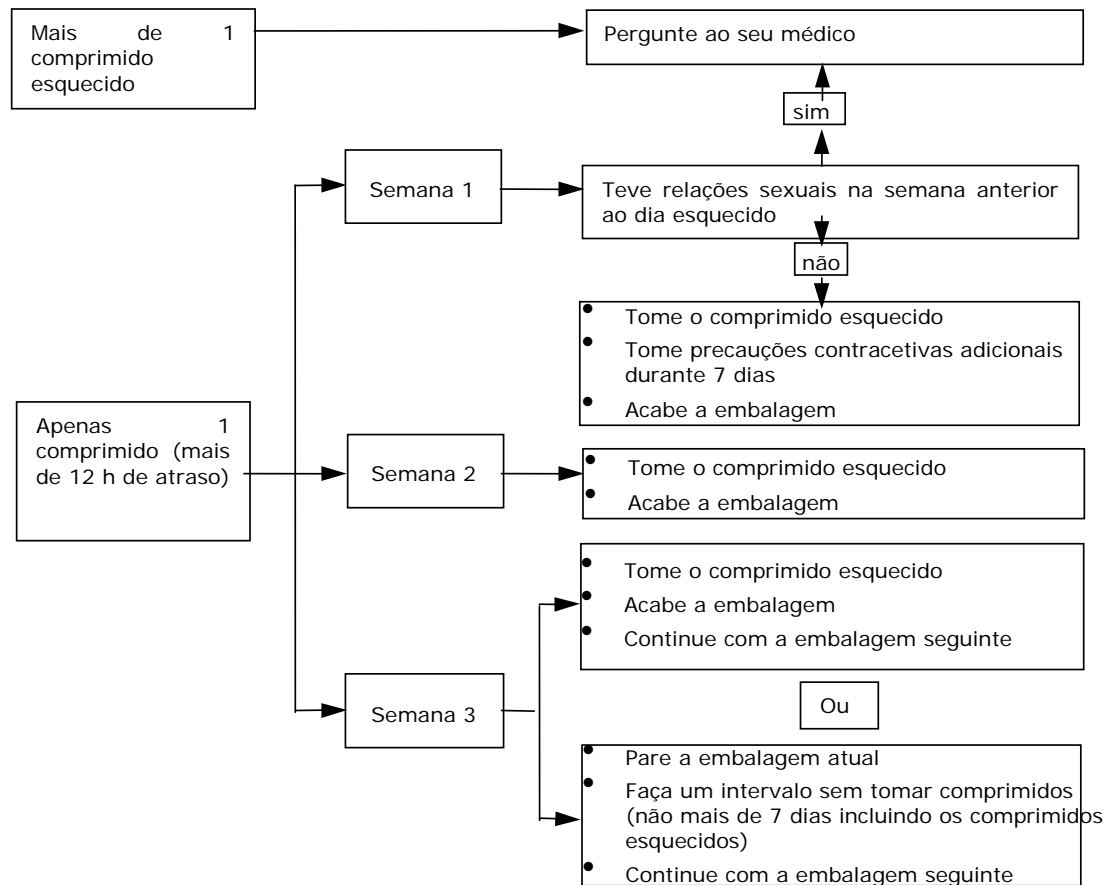 Mais de 1
comprimido
esquecido
Pergunte ao seu médico
sim
Semana 1
Teve relações sexuais na semana anterior
ao dia esquecido
não
• Tome o comprimido esquecido
• Tome precauções contracetivas adicionais
durante 7 dias
• Acabe a embalagem
Apenas 1
comprimido (mais
de 12 h de atraso)
Semana 2
• Tome o comprimido esquecido
• Acabe a embalagem
Semana 3
• Tome o comprimido esquecido
• Acabe a embalagem
• Continue com a embalagem seguinte
Ou
• Pare a embalagem atual
• Faça um intervalo sem tomar comprimidos
(não mais de 7 dias incluindo os comprimidos
esquecidos)
• Continue com a embalagem seguinte